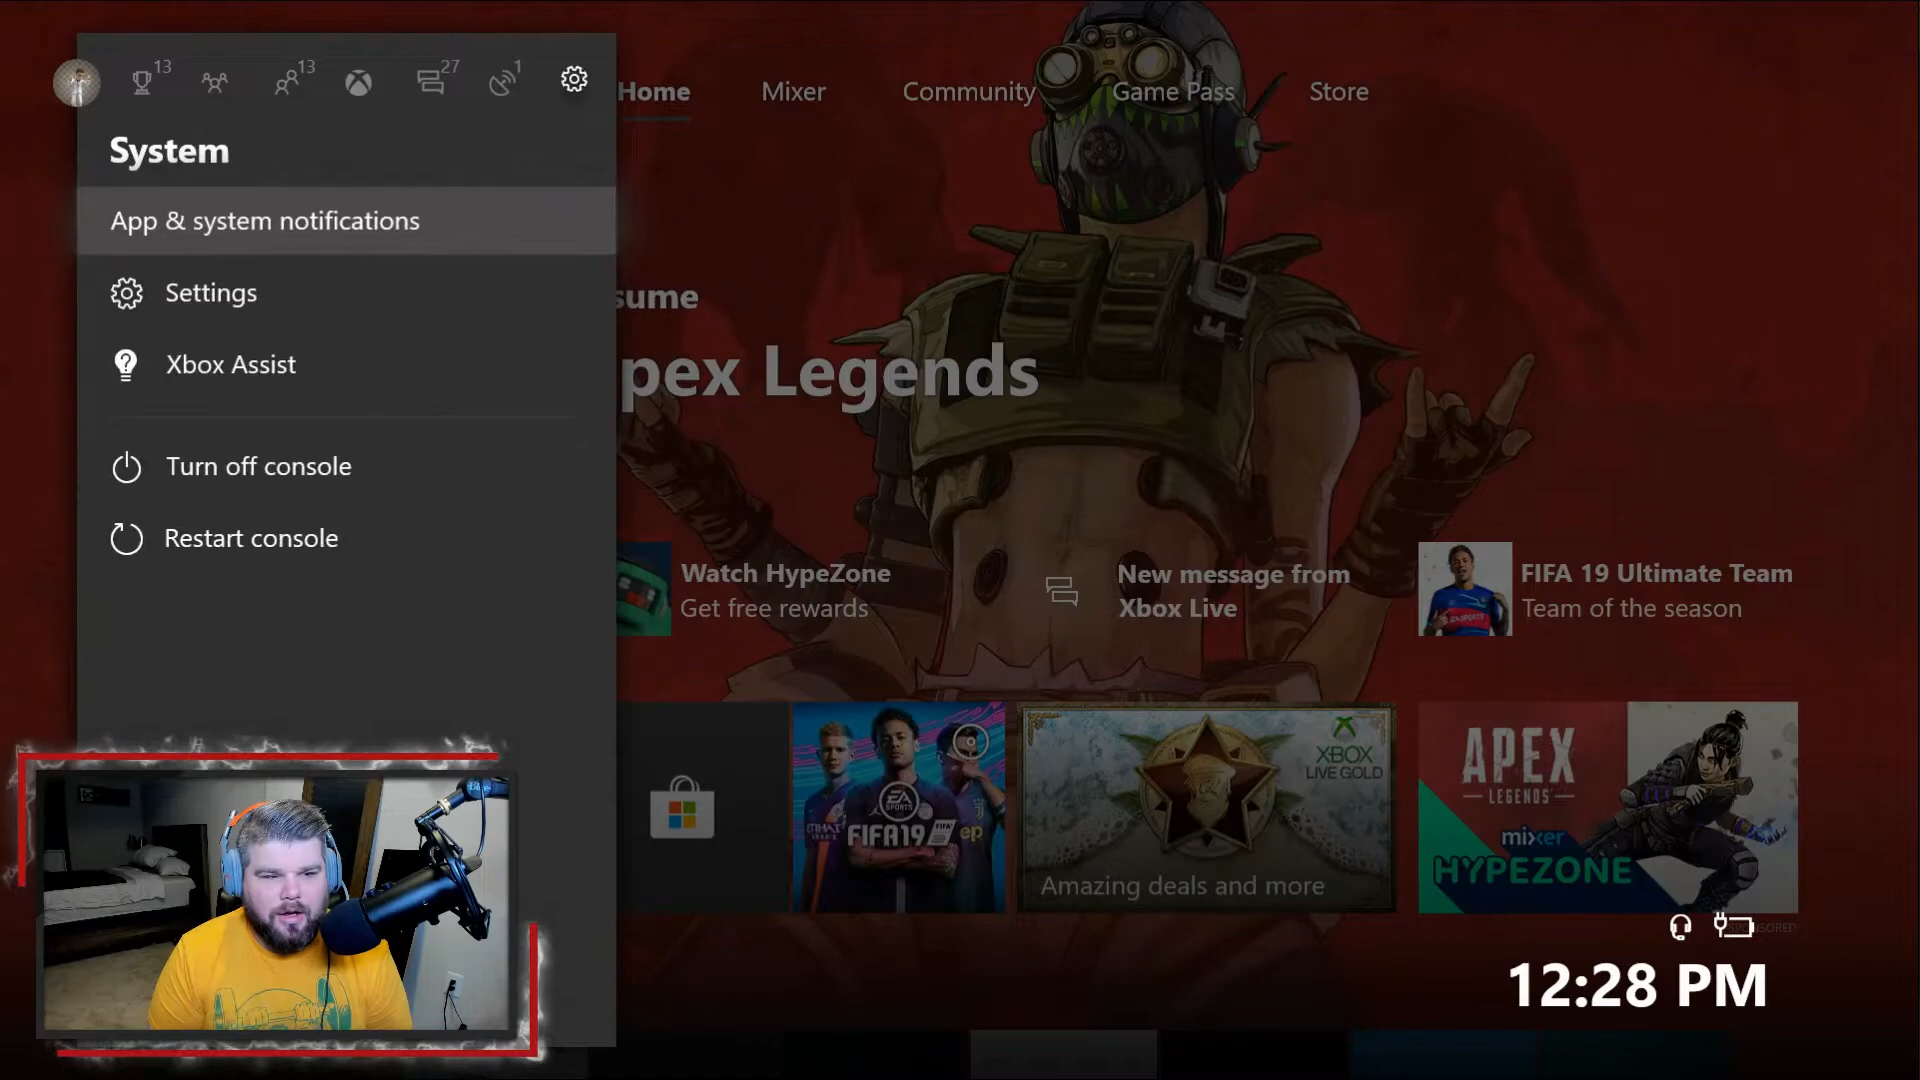 13
13
27
1
Home
Mixer
Community
Game Pass
Store
System
App & system notifications
Settings
Xbox Assist
Turn off console
Restart console
sume
pex Legends
Watch HypeZone
Get free rewards
New message from
Xbox Live
FIFA 19 Ultimate Team
Team of the season
EA
SPORTS
FIFA19
XBOX
LIVE GOLD
Amazing deals and more
APEX
LEGENDS
mixer
HYPEZONE
12:28 PM